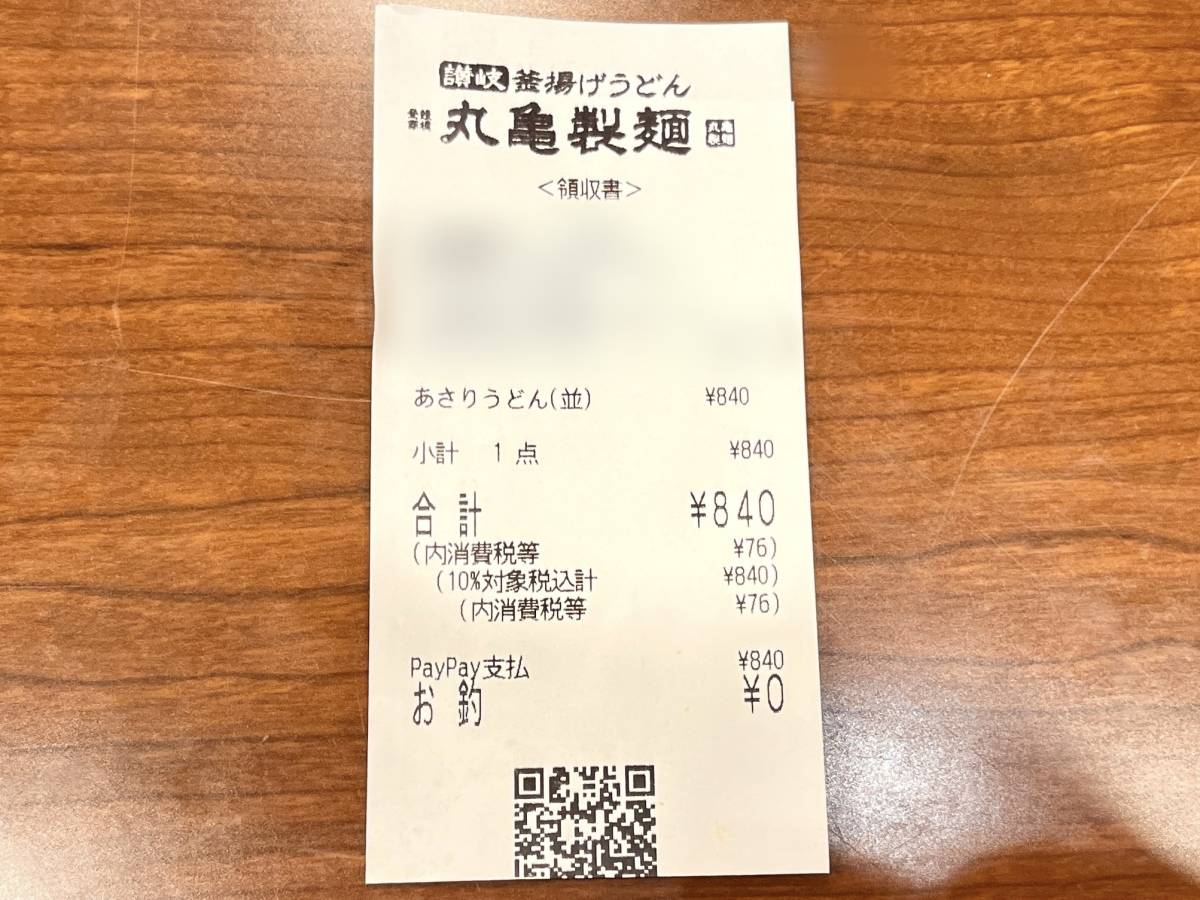 讃岐釜揚げうどん
丸亀製麺
＜領収書＞
あさりうどん(並) ¥840
小計 1点 ¥840
合計 ¥840
(内消費税等 ¥76)
(10%対象税込計 ¥840)
(内消費税等 ¥76)
PayPay支払 ¥840
お釣 ¥0